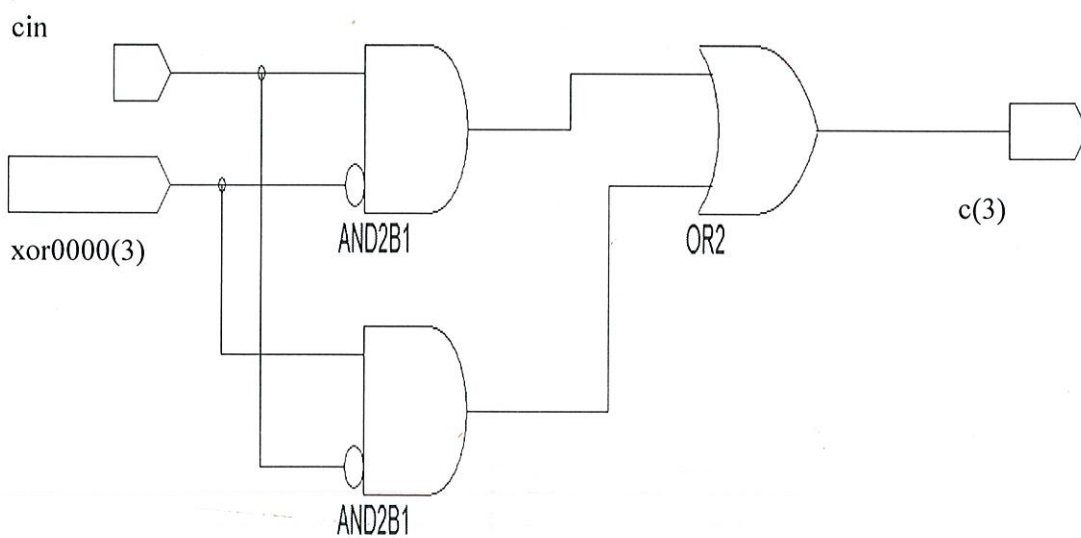 cin
xor0000(3)
AND2B1
OR2
c(3)
AND2B1